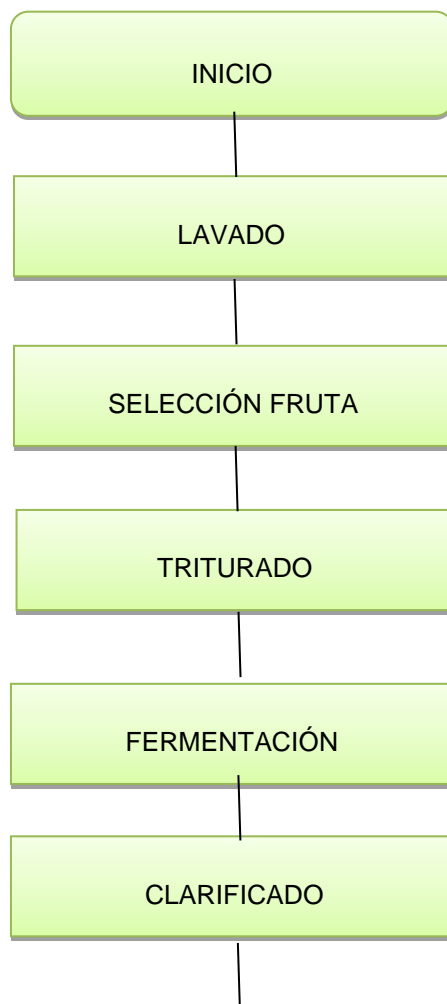 INICIO
LAVADO
SELECCIÓN FRUTA
TRITURADO
FERMENTACIÓN
CLARIFICADO